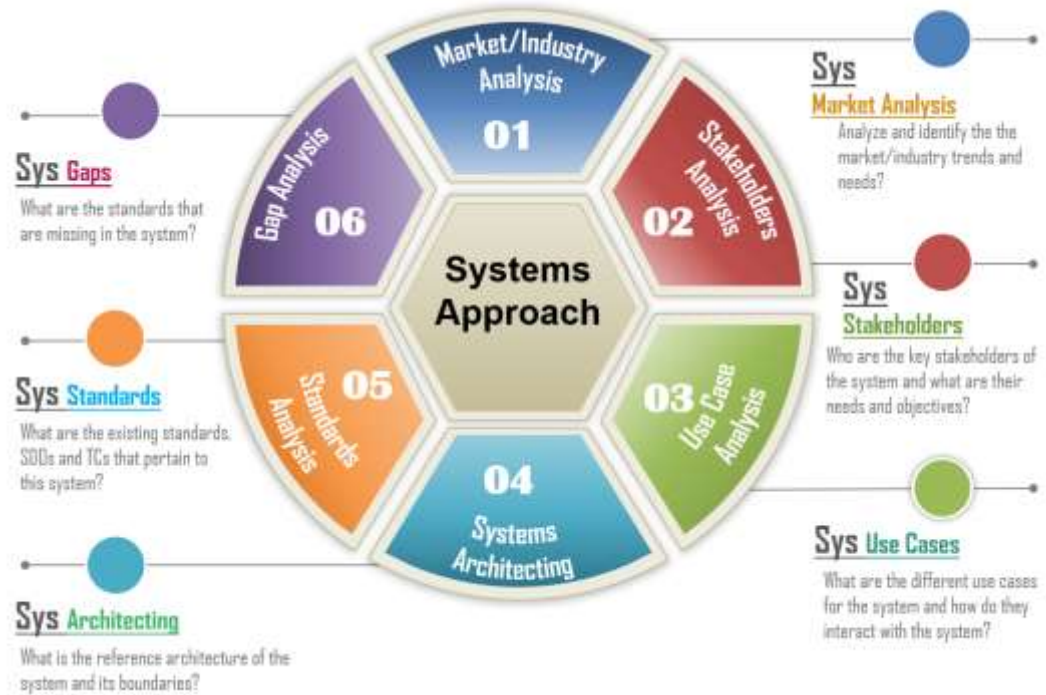 Market/Industry
Analysis
01
Stakeholders
Analysis
02
Use Case
Analysis
03
04
Systems
Architecting
Standards
Analysis
05
Gap Analysis
06
Systems
Approach
Sys
Market Analysis
Analyze and identify the the
market/industry trends and
needs?
Sys
Stakeholders
Who are the key stakeholders of
the system and what are their
needs and objectives?
Sys Use Cases
What are the different use cases
for the system and how do they
interact with the system?
Sys Gaps
What are the standards that
are missing in the system?
Sys Standards
What are the existing standards,
SDOs and TCs that pertain to
this system?
Sys Architecting
What is the reference architecture of the
system and its boundaries?